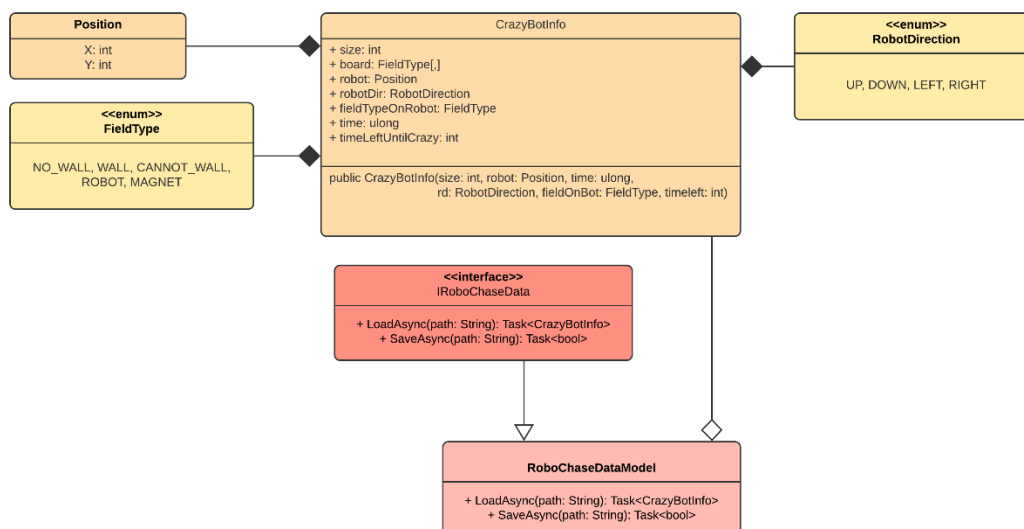 Position
X: int
Y: int
<<enum>>
FieldType
NO_WALL, WALL, CANNOT_WALL,
ROBOT, MAGNET
CrazyBotInfo
+ size: int
+ board: FieldType[,]
+ robot: Position
+ robotDir: RobotDirection
+ fieldTypeOnRobot: FieldType
+ time: ulong
+ timeLeftUntilCrazy: int
public CrazyBotInfo(size: int, robot: Position, time: ulong,
rd: RobotDirection, fieldOnBot: FieldType, timeleft: int)
<<enum>>
RobotDirection
UP, DOWN, LEFT, RIGHT
<<interface>>
IRoboChaseData
+ LoadAsync(path: String): Task<CrazyBotInfo>
+ SaveAsync(path: String): Task<bool>
RoboChaseDataModel
+ LoadAsync(path: String): Task<CrazyBotInfo>
+ SaveAsync(path: String): Task<bool>